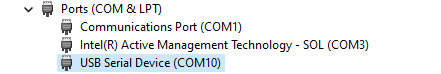 Ports (COM & LPT)
Communications Port (COM1)
Intel(R) Active Management Technology - SOL (COM3)
USB Serial Device (COM10)